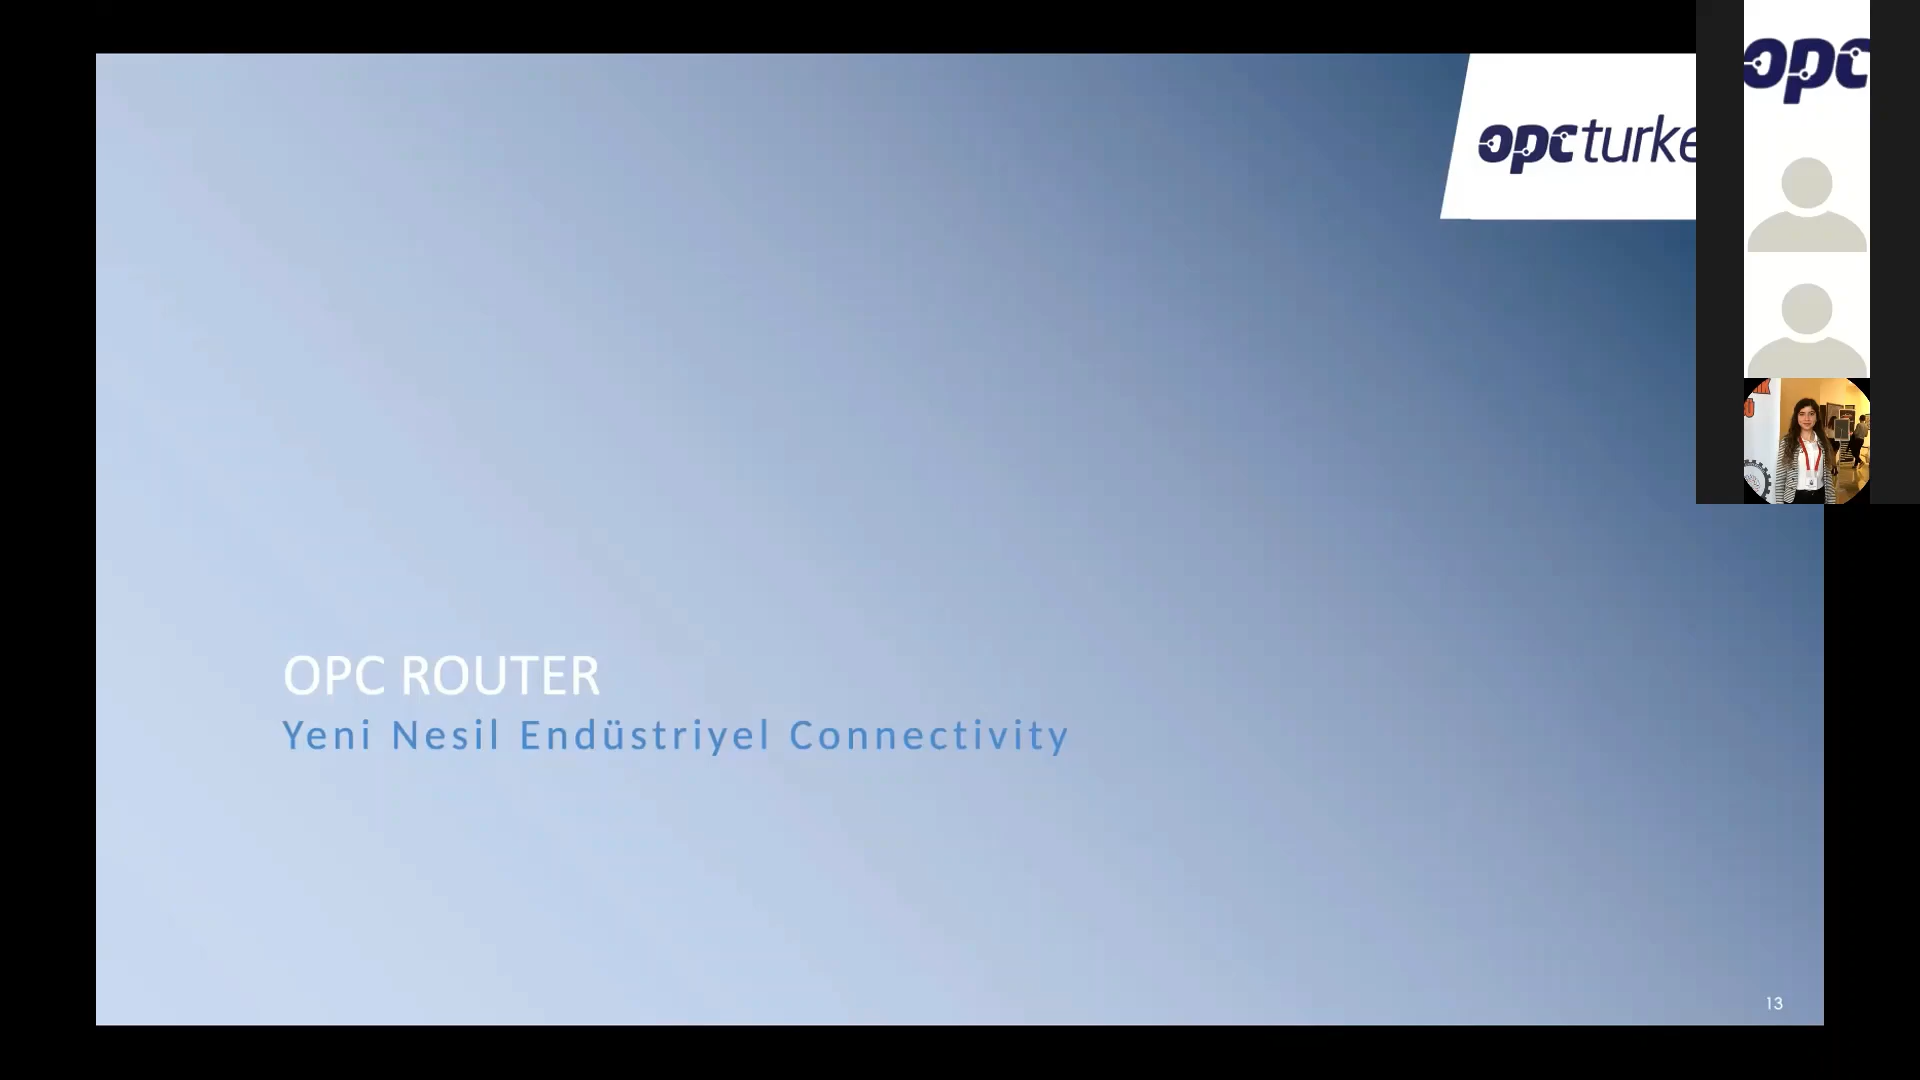 opc
opcturke
OPC ROUTER
Yeni Nesil Endüstriyel Connectivity
13